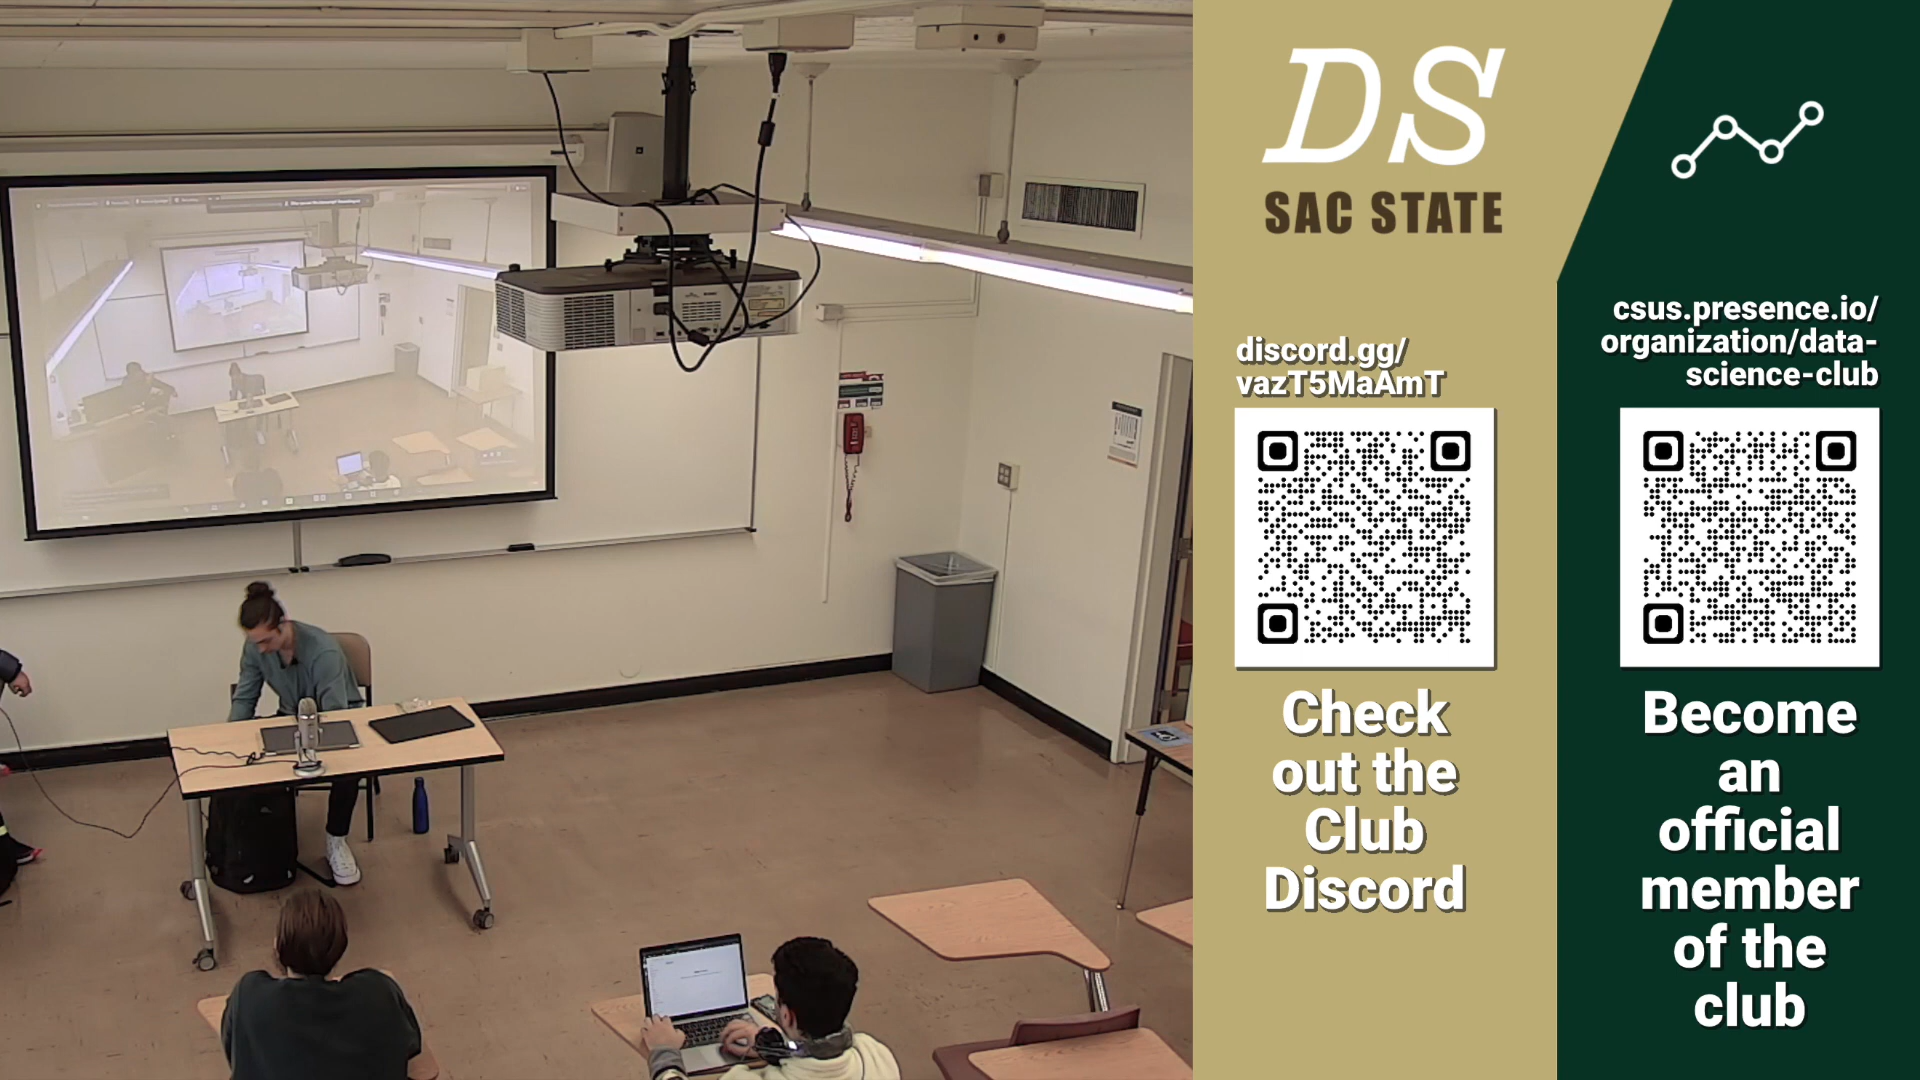 DS
SAC STATE
discord.gg/
vazT5MaAmT
Check
out the
Club
Discord
csus.presence.io/
organization/data-
science-club
Become
an
official
member
of the
club